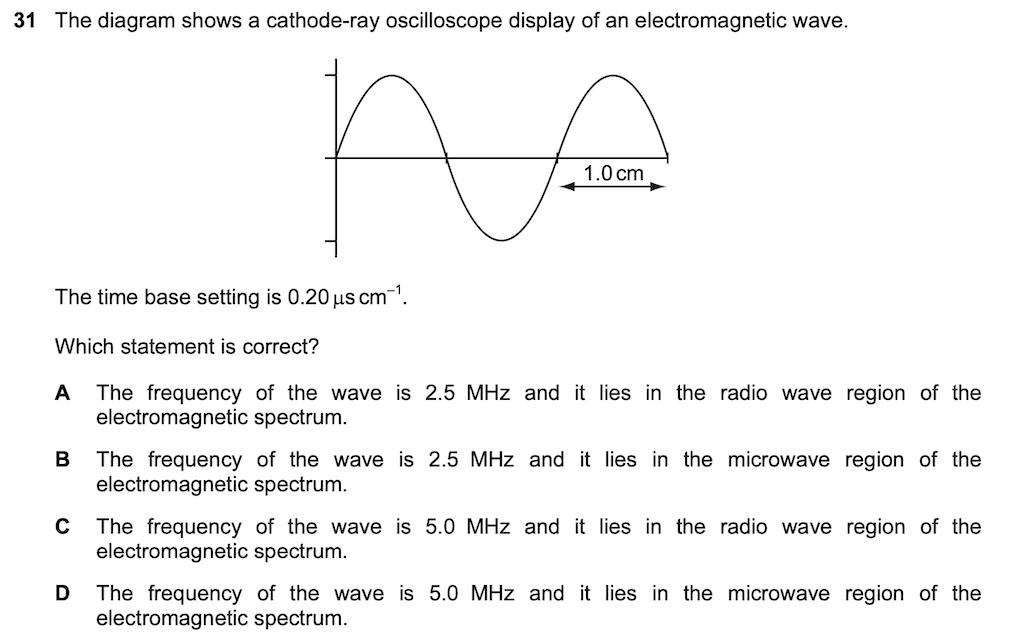 31 The diagram shows a cathode-ray oscilloscope display of an electromagnetic wave.
1.0 cm
The time base setting is 0.20 μs cm⁻¹.
Which statement is correct?
A The frequency of the wave is 2.5 MHz and it lies in the radio wave region of the
electromagnetic spectrum.
B The frequency of the wave is 2.5 MHz and it lies in the microwave region of the
electromagnetic spectrum.
C The frequency of the wave is 5.0 MHz and it lies in the radio wave region of the
electromagnetic spectrum.
D The frequency of the wave is 5.0 MHz and it lies in the microwave region of the
electromagnetic spectrum.